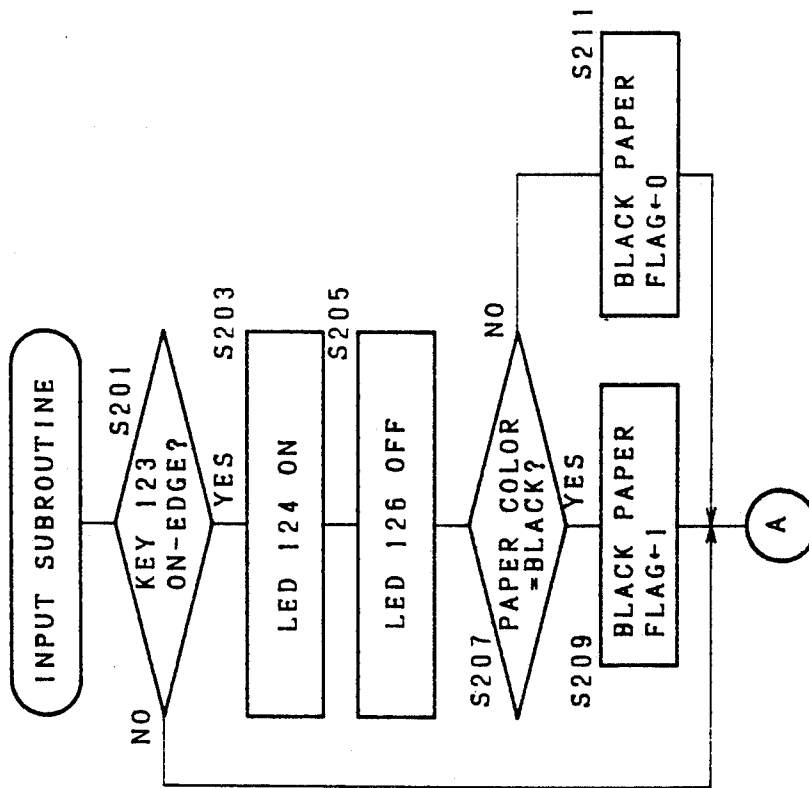 INPUT SUBROUTINE
S201
KEY 123
ON-EDGE?
NO
YES
S203
LED 124 ON
S205
LED 126 OFF
S207
PAPER COLOR
=BLACK?
NO
YES
S209
BLACK PAPER
FLAG←1
S211
BLACK PAPER
FLAG←0
A